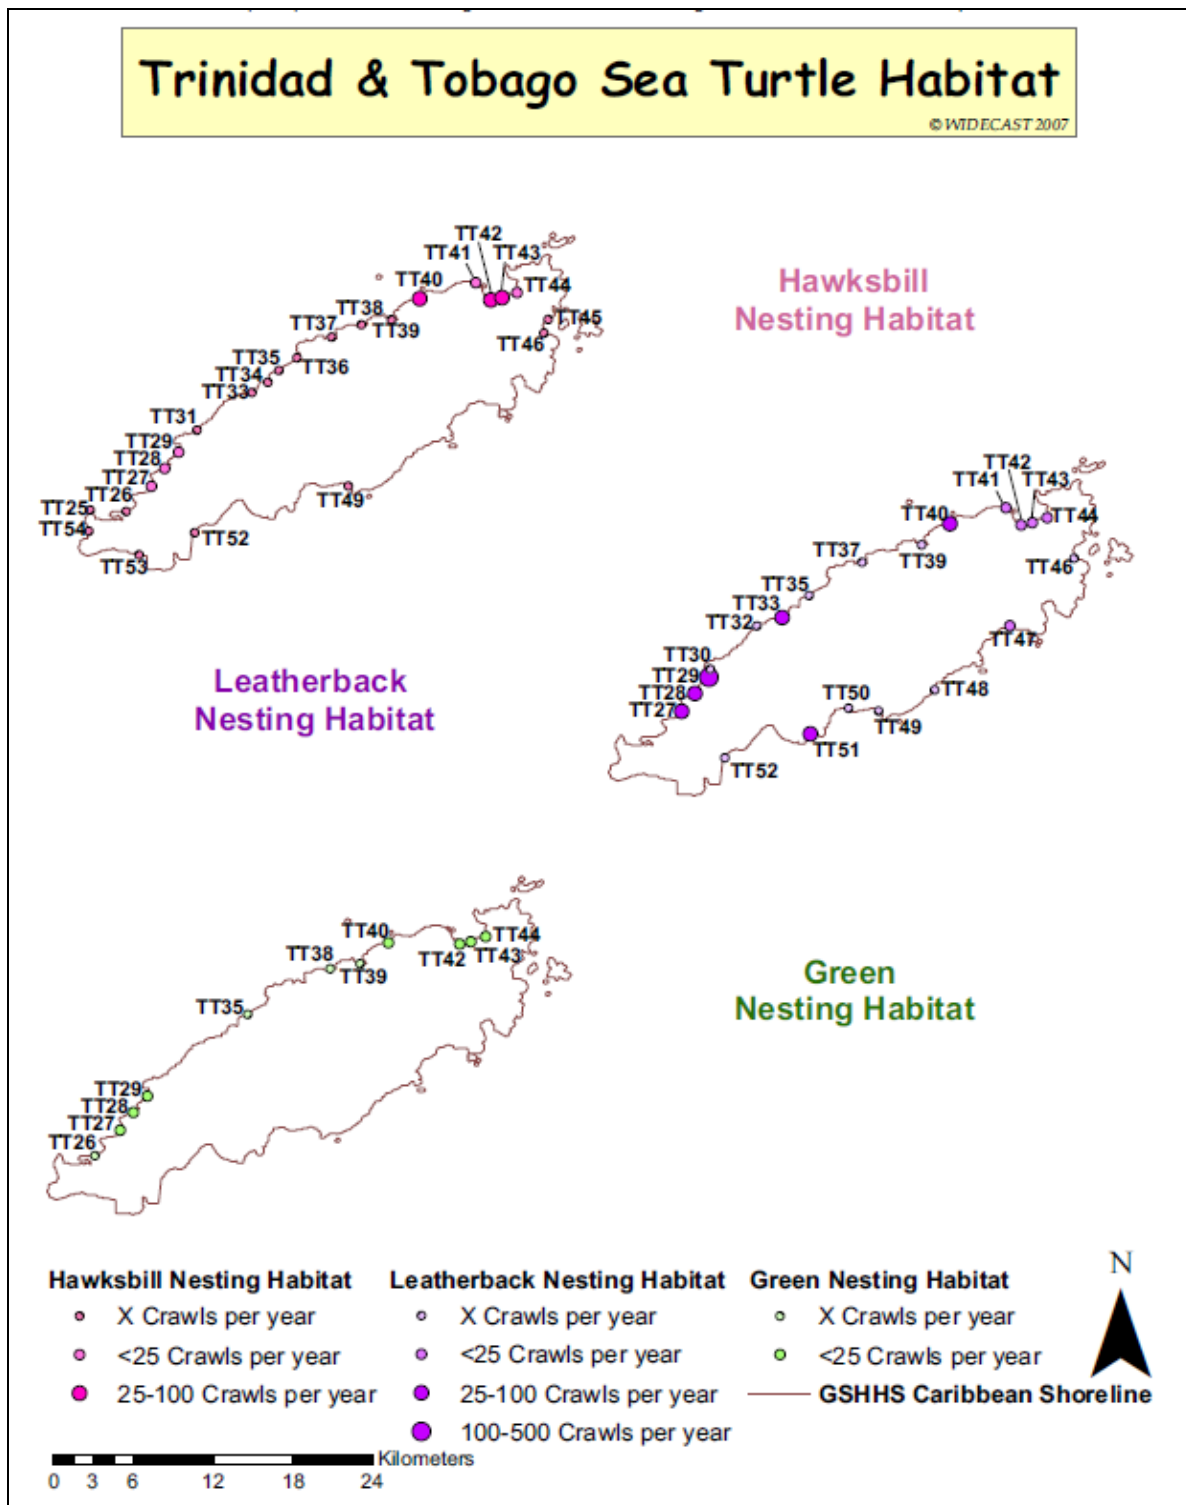 Trinidad & Tobago Sea Turtle Habitat
© WIDECAST 2007
TT42
TT41
TT43
TT40
TT44
TT38
TT45
TT37
TT39
TT46
TT35
TT36
TT34
TT33
TT31
TT29
TT28
TT27
TT26
TT25
TT49
TT54
TT52
TT53
Hawksbill
Nesting Habitat
TT42
TT41
TT43
TT40
TT44
TT39
TT37
TT46
TT35
TT33
TT32
TT47
TT30
TT29
TT28
TT27
TT50
TT48
TT49
TT51
TT52
Leatherback
Nesting Habitat
TT40
TT44
TT38
TT42
TT43
TT39
TT35
TT29
TT28
TT27
TT26
Green
Nesting Habitat
Hawksbill Nesting Habitat
X Crawls per year
<25 Crawls per year
25-100 Crawls per year
Leatherback Nesting Habitat
X Crawls per year
<25 Crawls per year
25-100 Crawls per year
100-500 Crawls per year
Green Nesting Habitat
X Crawls per year
<25 Crawls per year
GSHHS Caribbean Shoreline
N
Kilometers
0 3 6 12 18 24